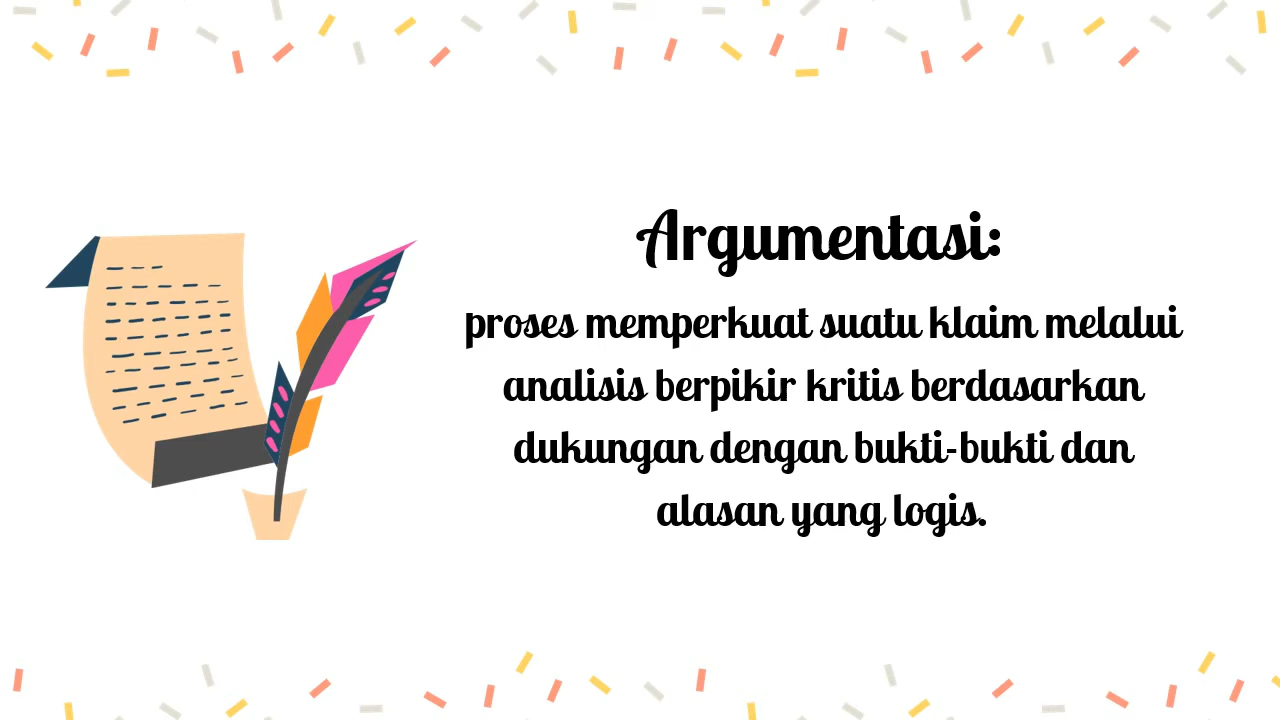 Argumentasi:
proses memperkuat suatu klaim melalui
analisis berpikir kritis berdasarkan
dukungan dengan bukti-bukti dan
alasan yang logis.